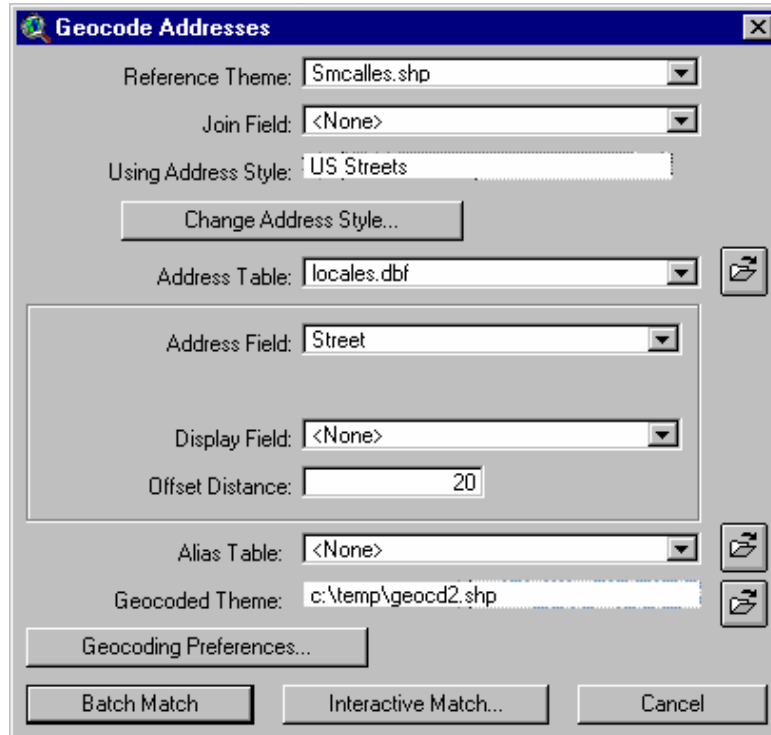 Geocode Addresses
Reference Theme: Smcalles.shp
Join Field: <None>
Using Address Style: US Streets
Change Address Style...
Address Table: locales.dbf
Address Field: Street
Display Field: <None>
Offset Distance: 20
Alias Table: <None>
Geocoded Theme: c:\temp\geocd2.shp
Geocoding Preferences...
Batch Match Interactive Match... Cancel